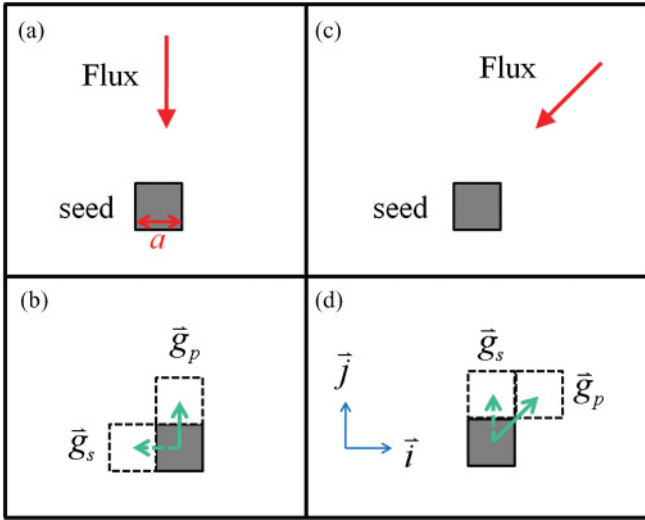 (a)
Flux
seed
a
(c)
Flux
seed
(b)
g⃗ₚ
g⃗ₛ
(d)
g⃗ₛ
j⃗
g⃗ₚ
i⃗